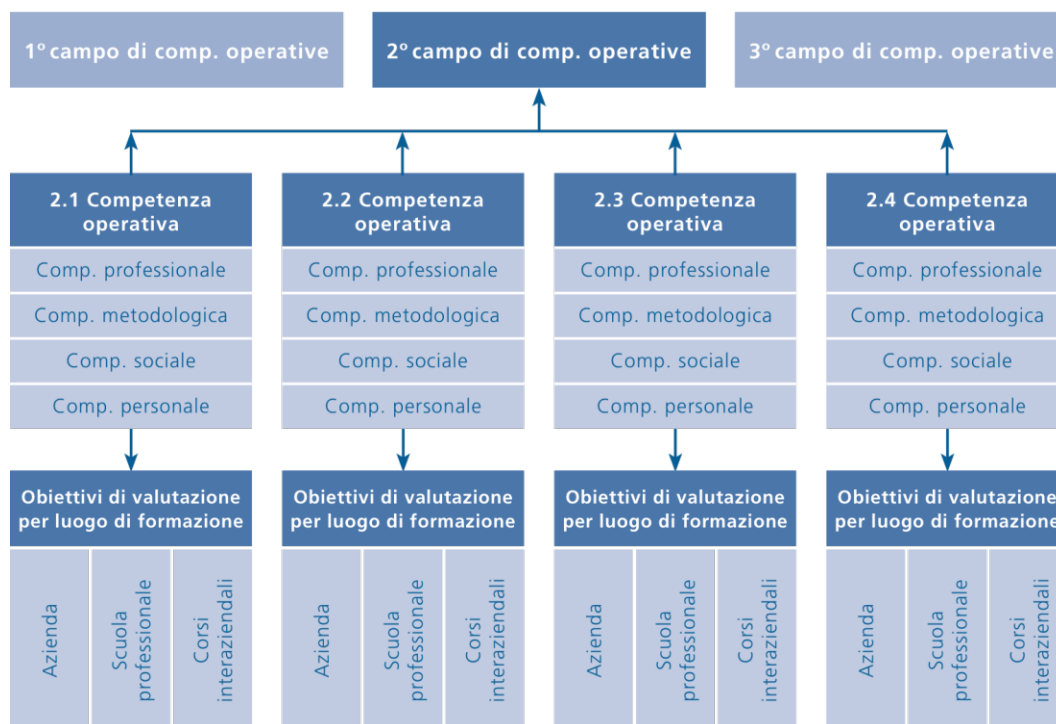 1º campo di comp. operative
2º campo di comp. operative
3º campo di comp. operative
2.1 Competenza
operativa
Comp. professionale
Comp. metodologica
Comp. sociale
Comp. personale
2.2 Competenza
operativa
Comp. professionale
Comp. metodologica
Comp. sociale
Comp. personale
2.3 Competenza
operativa
Comp. professionale
Comp. metodologica
Comp. sociale
Comp. personale
2.4 Competenza
operativa
Comp. professionale
Comp. metodologica
Comp. sociale
Comp. personale
Obiettivi di valutazione
per luogo di formazione
Azienda
Scuola
professionale
Corsi
interaziendali
Obiettivi di valutazione
per luogo di formazione
Azienda
Scuola
professionale
Corsi
interaziendali
Obiettivi di valutazione
per luogo di formazione
Azienda
Scuola
professionale
Corsi
interaziendali
Obiettivi di valutazione
per luogo di formazione
Azienda
Scuola
professionale
Corsi
interaziendali